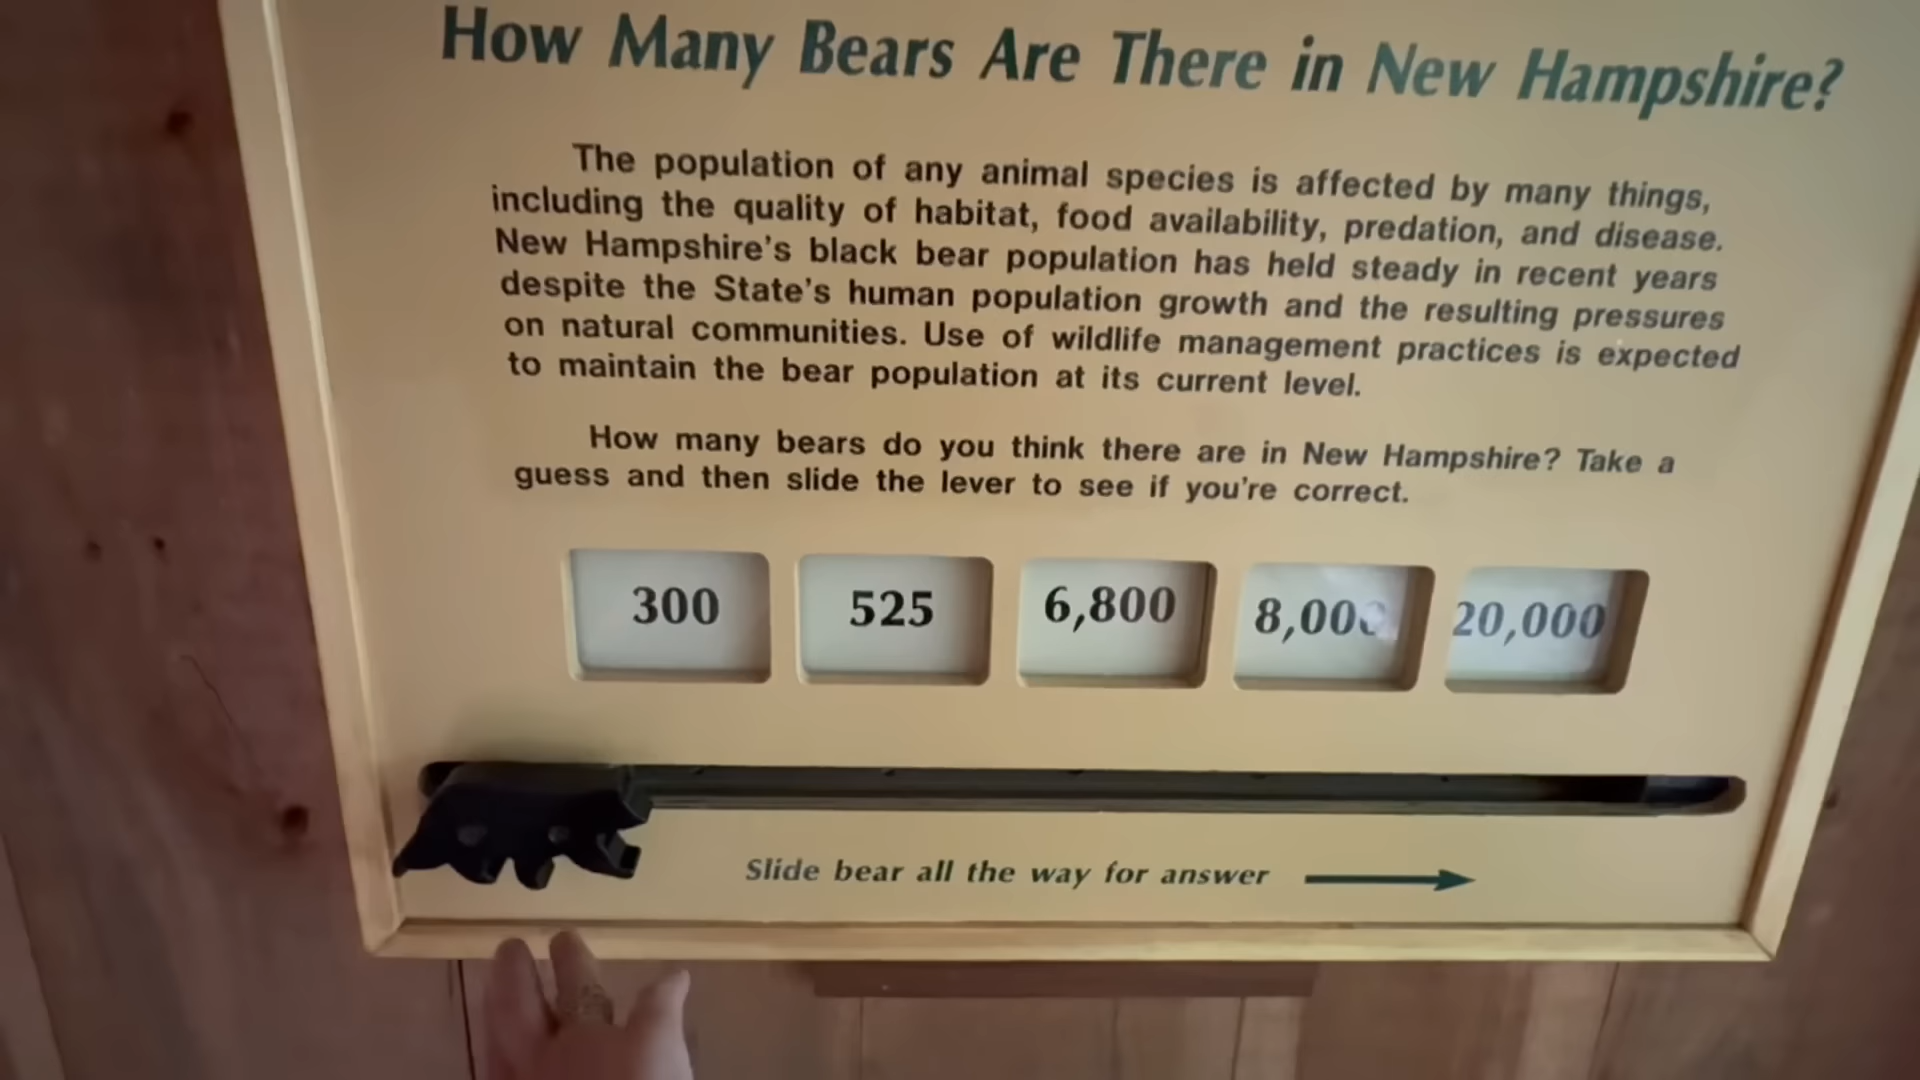 How Many Bears Are There in New Hampshire?
The population of any animal species is affected by many things,
including the quality of habitat, food availability, predation, and disease.
New Hampshire's black bear population has held steady in recent years
despite the State's human population growth and the resulting pressures
on natural communities. Use of wildlife management practices is expected
to maintain the bear population at its current level.
How many bears do you think there are in New Hampshire? Take a
guess and then slide the lever to see if you're correct.
300 525 6,800 8,000 20,000
Slide bear all the way for answer